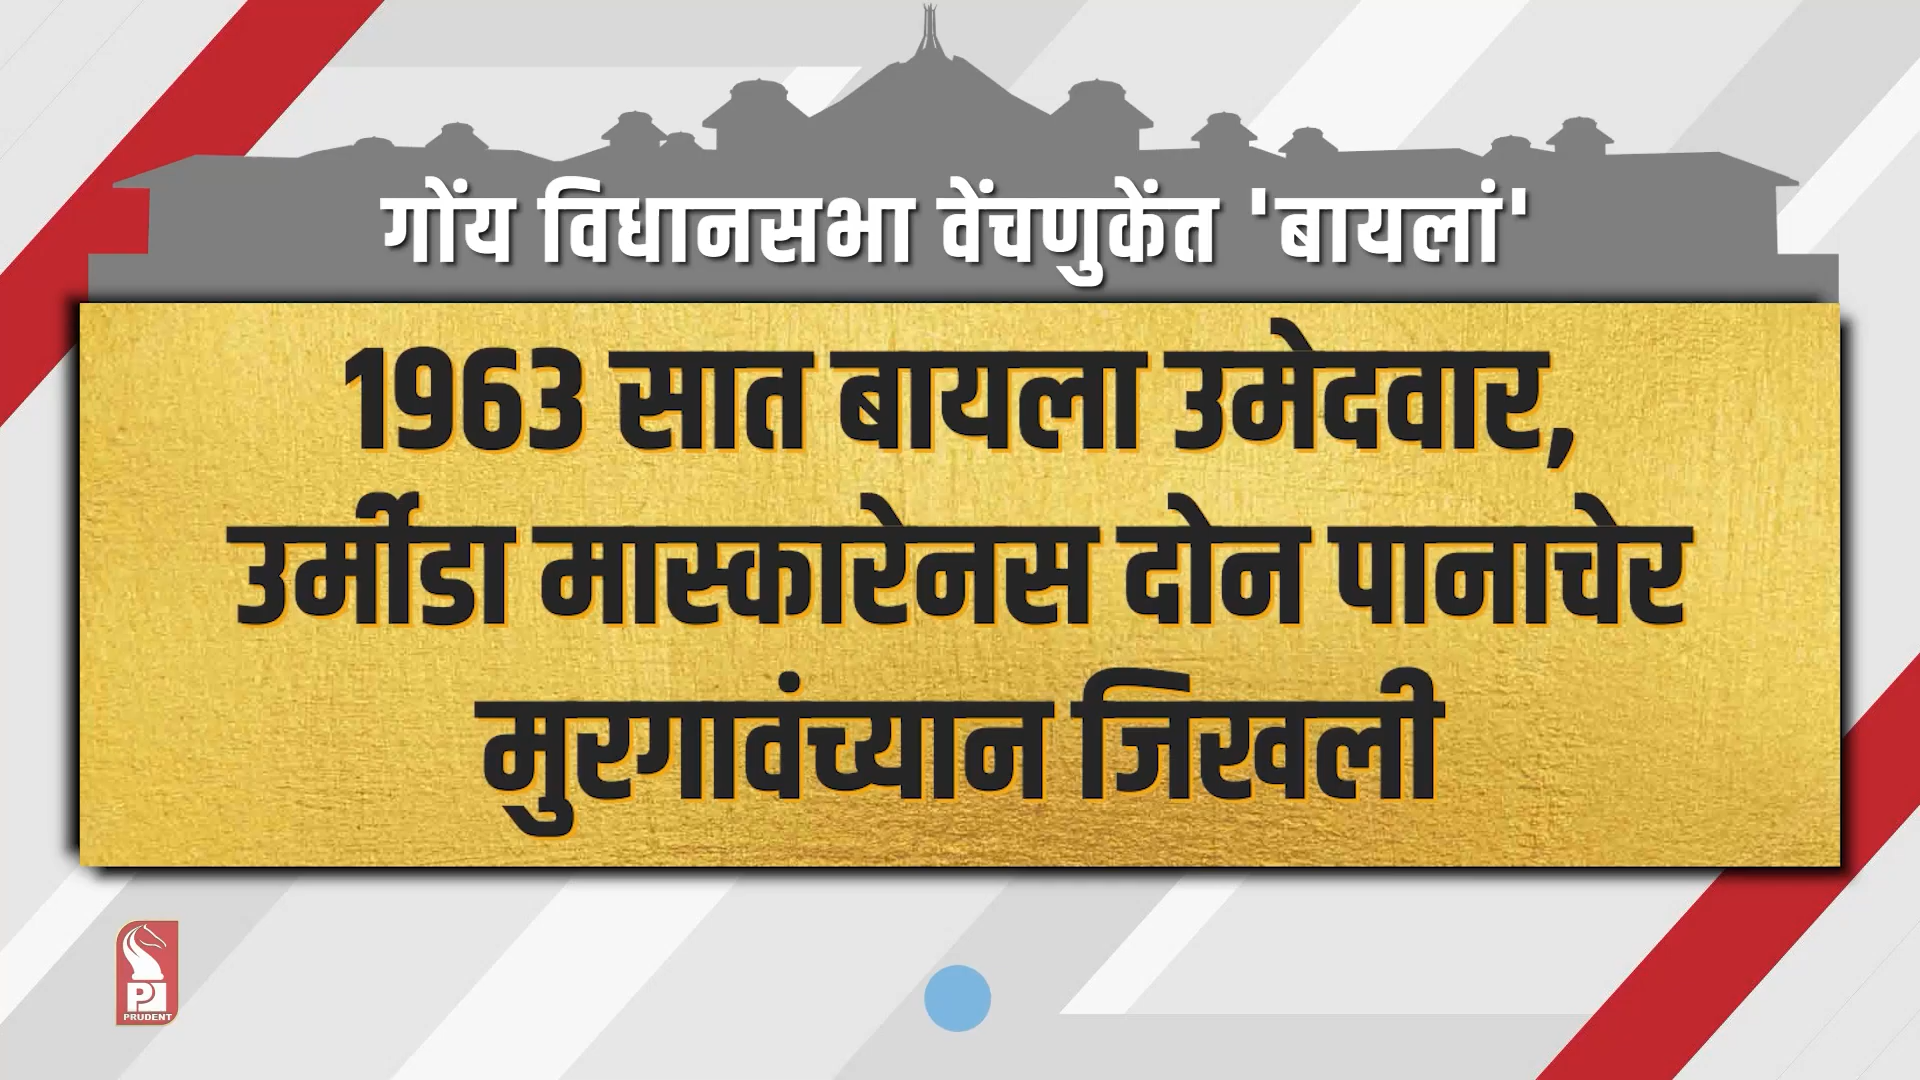 गोंय विधानसभा वेंचणुकेंत 'बायलां'
1963 सात बायला उमेदवार,
उर्मीडा मास्कारेनस दोन पानाचेर
मुरगावंच्यान जिखली
PRUDENT